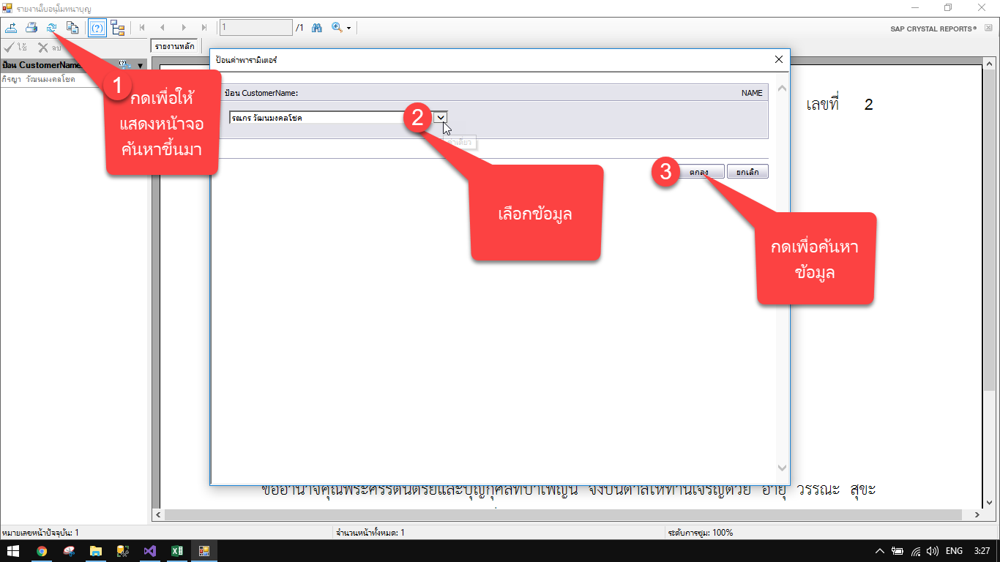 รายงานใบอนุโมทนาบุญ
1
/1
SAP CRYSTAL REPORTS®
ใช้
ลบ
รายงานหลัก
ป้อน CustomerName
ภิรญา วัฒนมงคลโชค
ป้อนค่าพารามิเตอร์
ป้อน CustomerName:
NAME
รณกร วัฒนมงคลโชค
ค่าเดียว
ตกลง
ยกเลิก
เลขที่ 2
1
กดเพื่อให้
แสดงหน้าจอ
ค้นหาขึ้นมา
2
เลือกข้อมูล
3
กดเพื่อค้นหา
ข้อมูล
ขออำนาจคุณพระศรีรัตนตรัยและบุญกุศลที่บำเพ็ญนี้ จงบันดาลให้ท่านเจริญด้วย อายุ วรรณะ สุขะ
หมายเลขหน้าปัจจุบัน: 1
จำนวนหน้าทั้งหมด: 1
ระดับการซูม: 100%
ENG
3:27